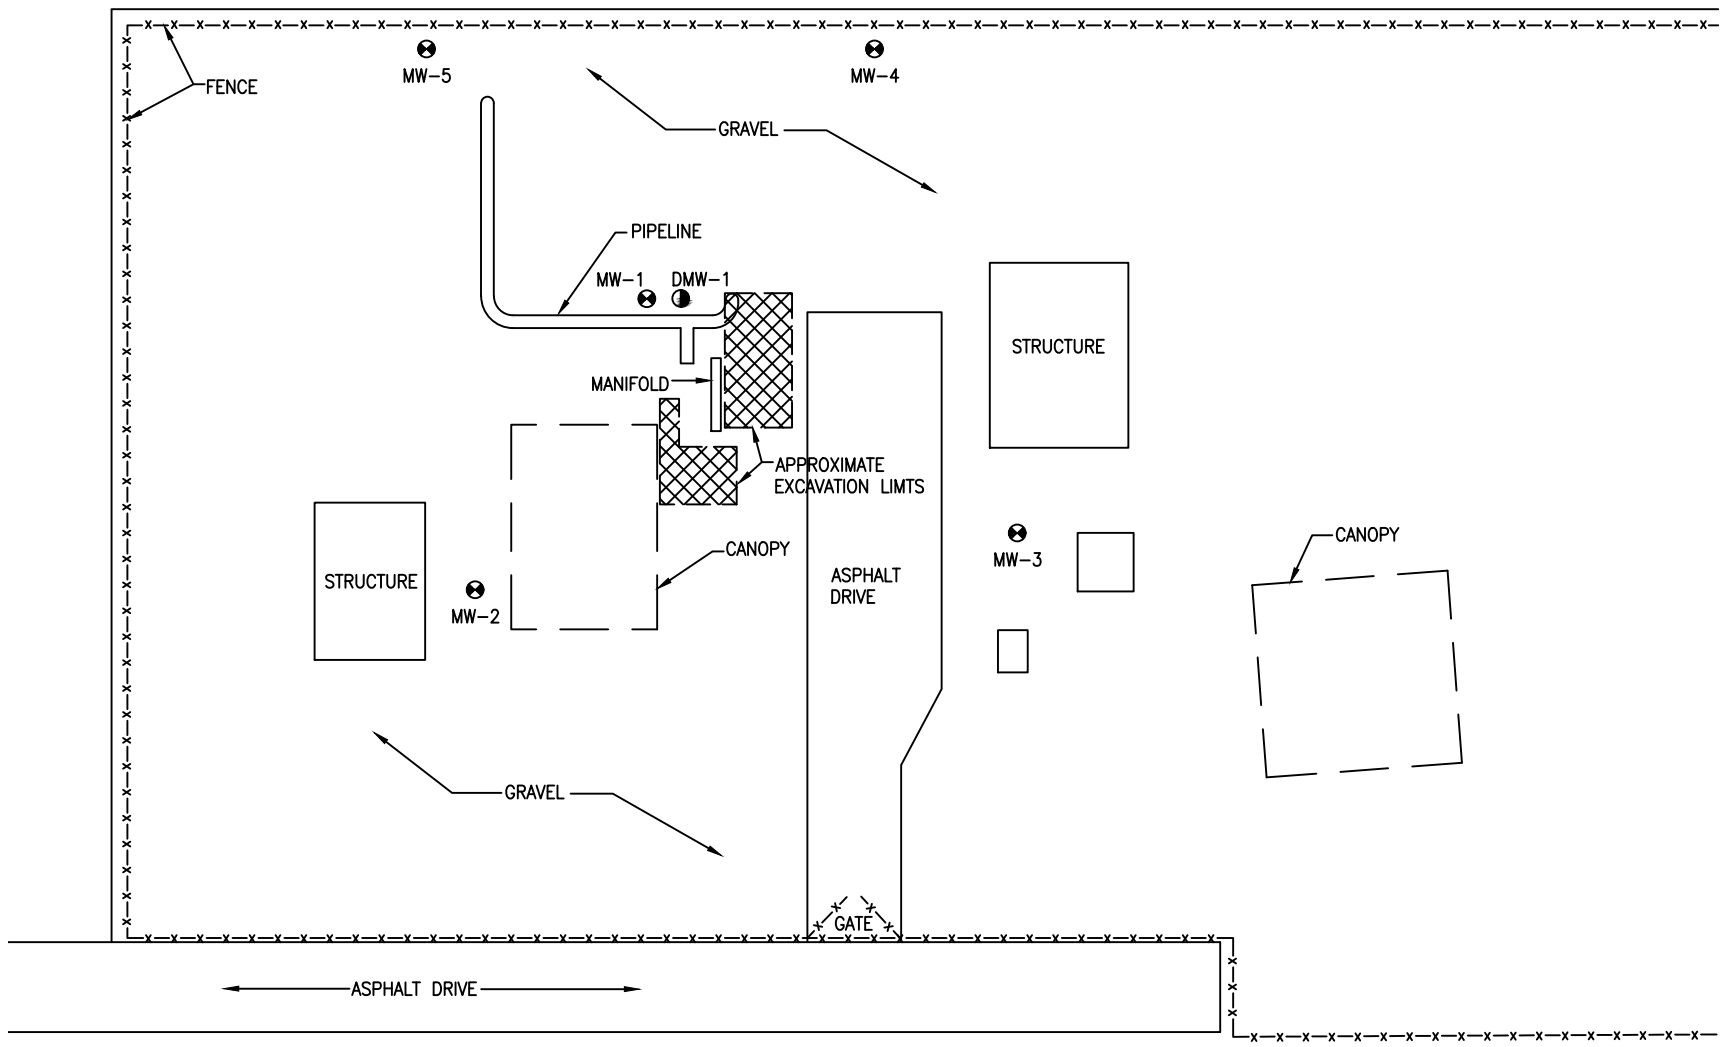 MW-5
MW-4
FENCE
GRAVEL
PIPELINE
MW-1
DMW-1
STRUCTURE
MANIFOLD
APPROXIMATE
EXCAVATION LIMTS
CANOPY
MW-3
CANOPY
STRUCTURE
ASPHALT
DRIVE
MW-2
GRAVEL
GATE
ASPHALT DRIVE